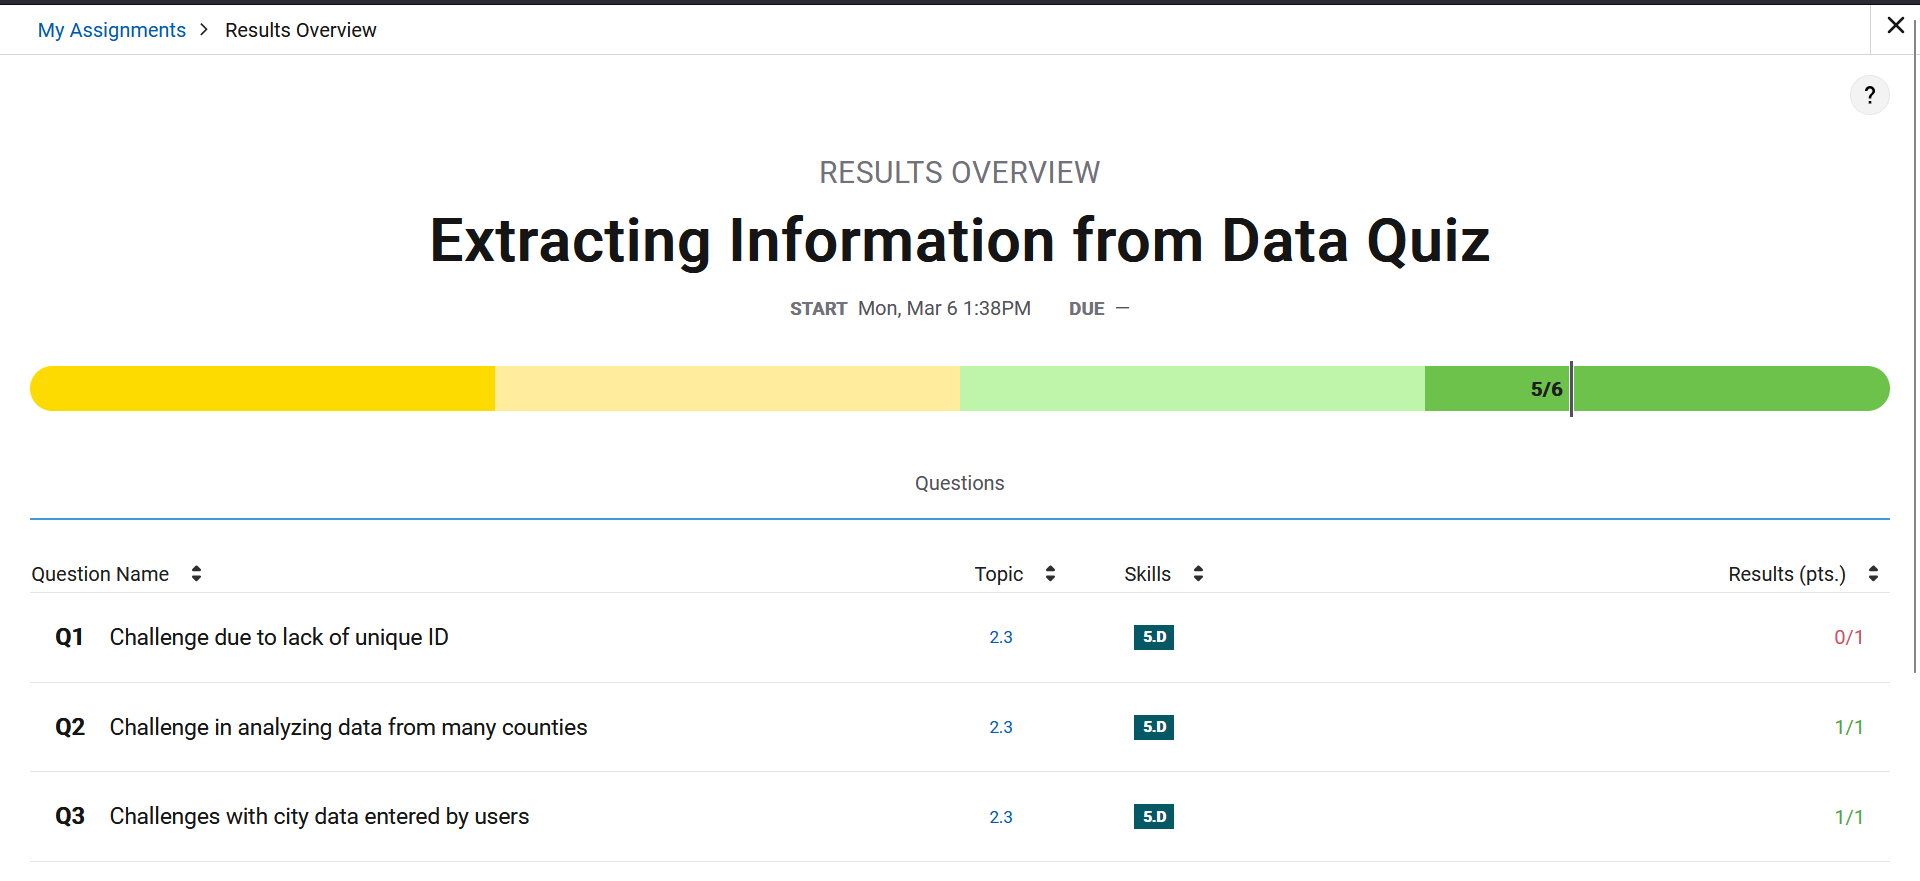 My Assignments > Results Overview
?
RESULTS OVERVIEW
Extracting Information from Data Quiz
START Mon, Mar 6 1:38PM DUE —
5/6
Questions
Question Name Topic Skills Results (pts.)
Q1 Challenge due to lack of unique ID 2.3 5.D 0/1
Q2 Challenge in analyzing data from many counties 2.3 5.D 1/1
Q3 Challenges with city data entered by users 2.3 5.D 1/1